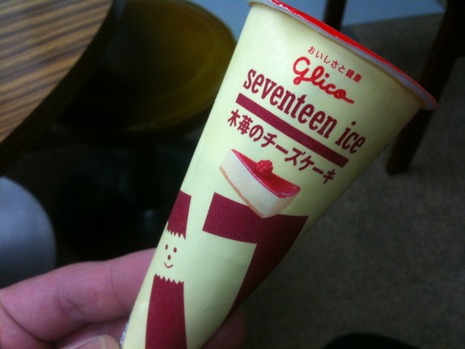 おいしさと健康
Glico
seventeen ice
木苺のチーズケーキ
17